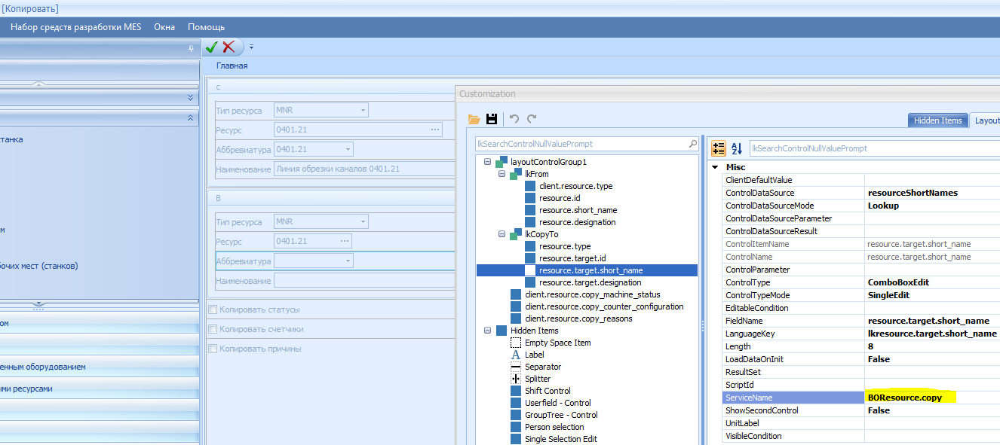 [Копировать]
Набор средств разработки MES Окна Помощь
Главная
с
Тип ресурса MNR
Ресурс 0401.21 ...
Аббревиатура 0401.21
Наименование Линия обрезки каналов 0401.21
В
Тип ресурса MNR
Ресурс 0401.21 ...
Аббревиатура
Наименование
Копировать статусы
Копировать счетчики
Копировать причины
танка
м
очих мест (станков)
ом
енным оборудованием
ми ресурсами
Customization
Hidden Items Layout
lkSearchControlNullValuePrompt
layoutControlGroup1
lkFrom
client.resource.type
resource.id
resource.short_name
resource.designation
lkCopyTo
resource.type
resource.target.id
resource.target.short_name
resource.target.designation
client.resource.copy_machine_status
client.resource.copy_counter_configuration
client.resource.copy_reasons
Hidden Items
Empty Space Item
A Label
Separator
Splitter
Shift Control
Userfield - Control
GroupTree - Control
Person selection
Single Selection Edit
lkSearchControlNullValuePrompt
Misc
ClientDefaultValue
ControlDataSource resourceShortNames
ControlDataSourceMode Lookup
ControlDataSourceParameter
ControlDataSourceResult
ControlItemName resource.target.short_name
ControlName resource.target.short_name
ControlParameter
ControlType ComboBoxEdit
ControlTypeMode SingleEdit
EditableCondition
FieldName resource.target.short_name
LanguageKey lkresource.target.short_name
Length 8
LoadDataOnInit False
ResultSet
ScriptId
ServiceName BOResource.copy
ShowSecondControl False
UnitLabel
VisibleCondition